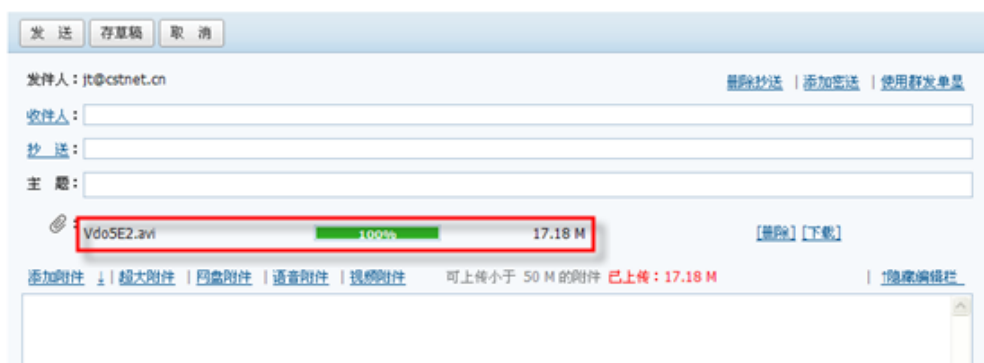 发 送 存草稿 取 消
发件人：jt@cstnet.cn 删除抄送 | 添加密送 | 使用群发单显
收件人：
抄 送：
主 题：
: Vdo5E2.avi 100% 17.18 M [删除] [下载]
添加附件 ↓ | 超大附件 | 网盘附件 | 语音附件 | 视频附件 可上传小于 50 M 的附件 已上传：17.18 M | ↑隐藏编辑栏